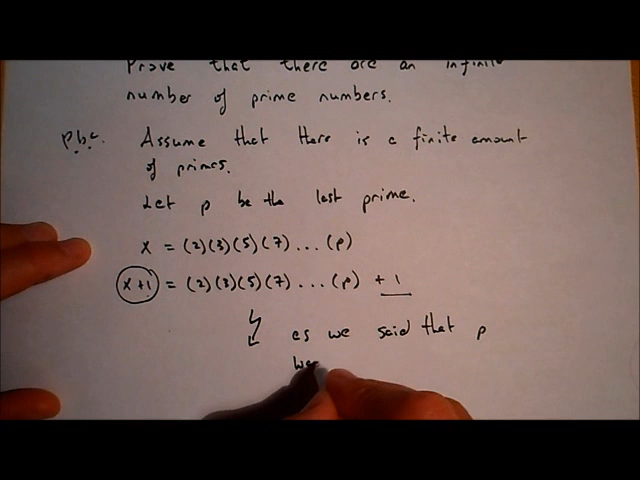 Prove that there are an infinite
number of prime numbers.
p.b.c. Assume that there is a finite amount
of primes.
Let p be the last prime.
x = (2)(3)(5)(7)...(p)
x+1 = (2)(3)(5)(7)...(p) + 1
as we said that p